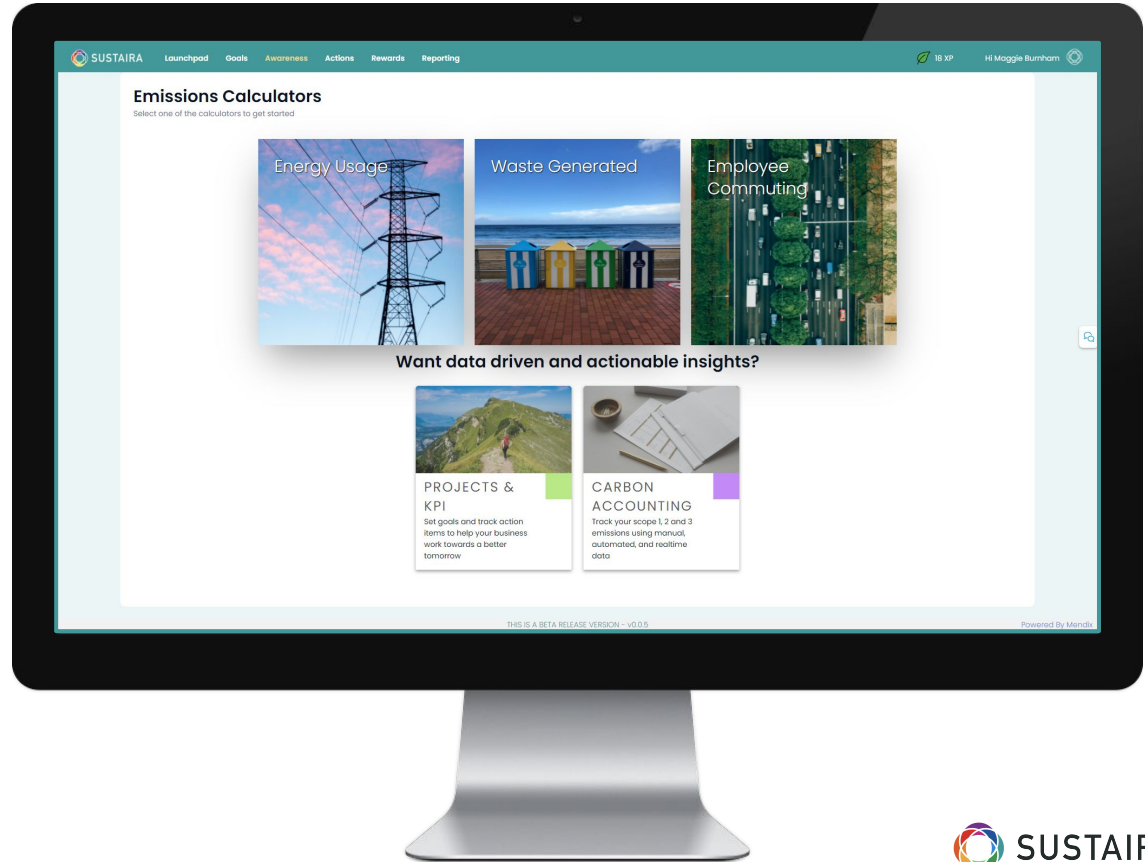 SUSTAIRA
Launchpad Goals Awareness Actions Rewards Reporting
18 XP
Hi Maggie Burnham
Emissions Calculators
Select one of the calculators to get started
Energy Usage
Waste Generated
Employee
Commuting
Want data driven and actionable insights?
PROJECTS &
KPI
Set goals and track action
items to help your business
work towards a better
tomorrow
CARBON
ACCOUNTING
Track your scope 1, 2 and 3
emissions using manual,
automated, and realtime
data
THIS IS A BETA RELEASE VERSION - v0.0.5
Powered By Mendix
SUSTAI